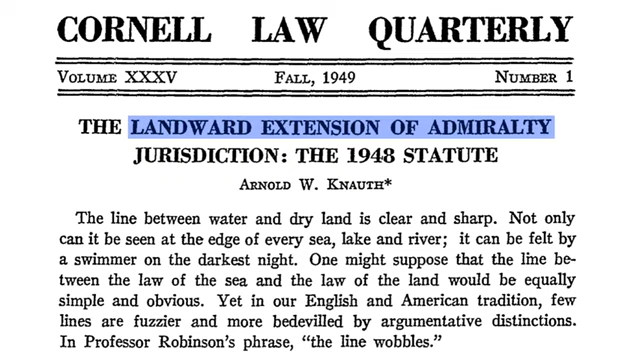 CORNELL LAW QUARTERLY
VOLUME XXXV FALL, 1949 NUMBER 1
THE LANDWARD EXTENSION OF ADMIRALTY
JURISDICTION: THE 1948 STATUTE
ARNOLD W. KNAUTH*
The line between water and dry land is clear and sharp. Not only
can it be seen at the edge of every sea, lake and river; it can be felt by
a swimmer on the darkest night. One might suppose that the line be-
tween the law of the sea and the law of the land would be equally
simple and obvious. Yet in our English and American tradition, few
lines are fuzzier and more bedevilled by argumentative distinctions.
In Professor Robinson's phrase, "the line wobbles."